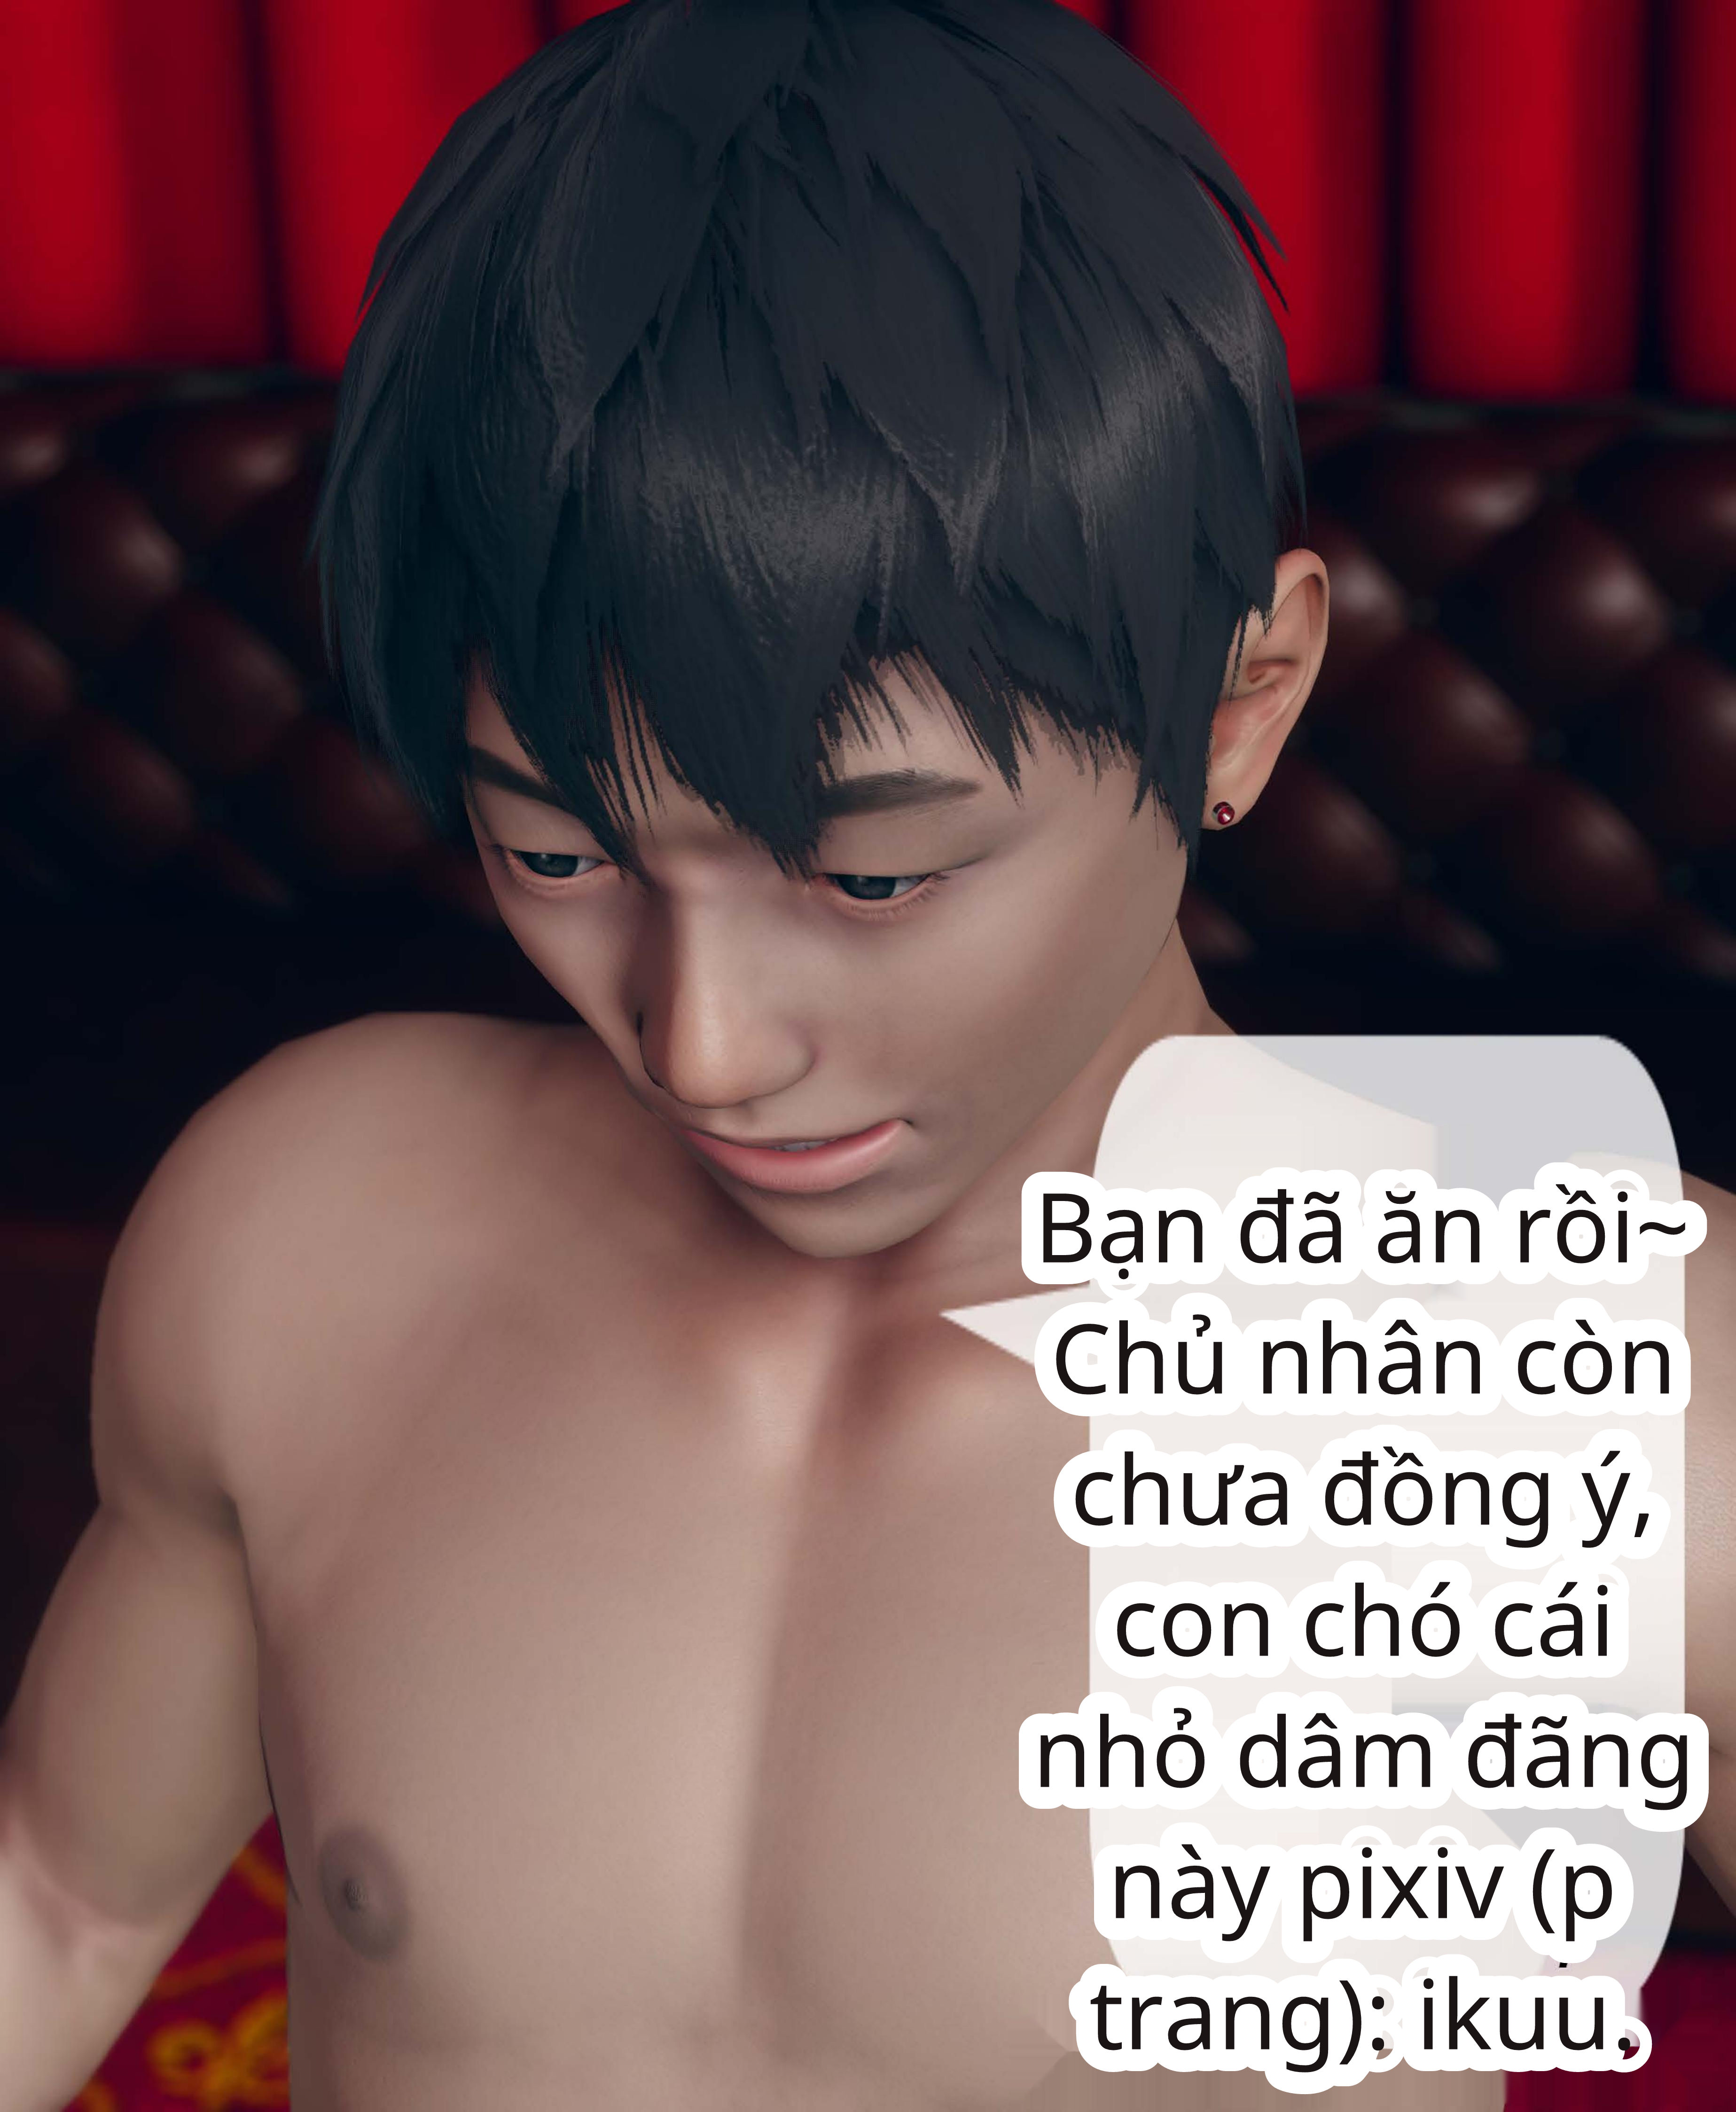 Bạn đã ăn rồi~
Chủ nhân còn
chưa đồng ý,
con chó cái
nhỏ dâm đãng
này pixiv (p
trang): ikuu.